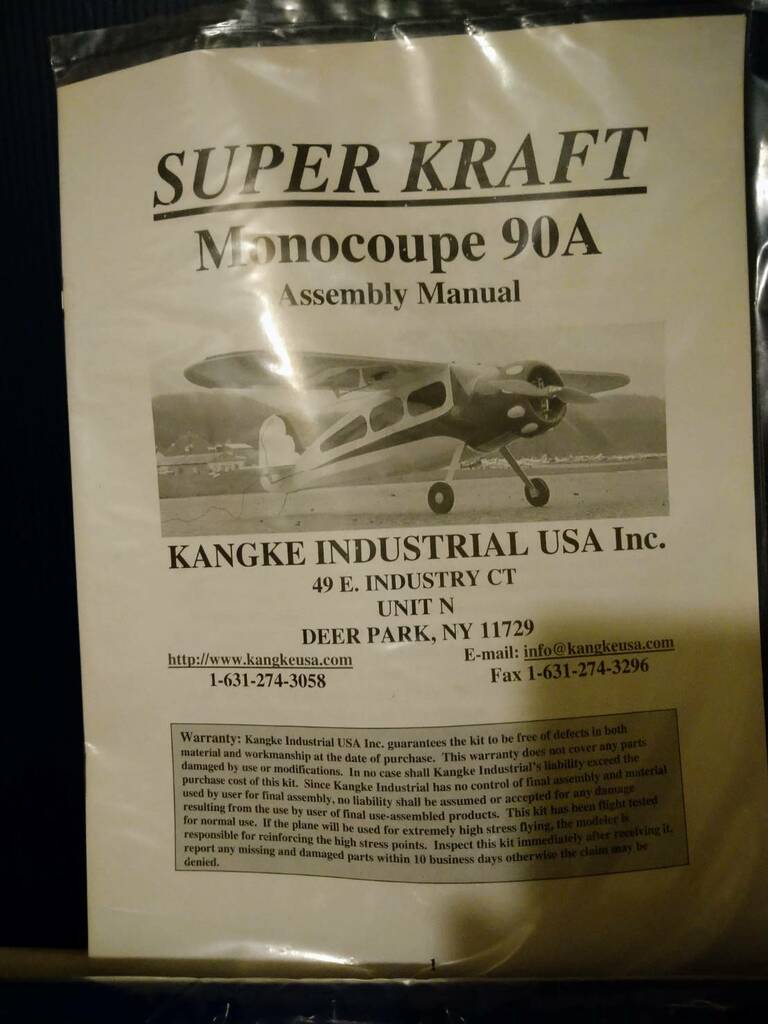 SUPER KRAFT
Monocoupe 90A
Assembly Manual
KANGKE INDUSTRIAL USA Inc.
49 E. INDUSTRY CT
UNIT N
DEER PARK, NY 11729
http://www.kangkeusa.com E-mail: info@kangkeusa.com
1-631-274-3058 Fax 1-631-274-3296
Warranty: Kangke Industrial USA Inc. guarantees the kit to be free of defects in both
material and workmanship at the date of purchase. This warranty does not cover any parts
damaged by use or modifications. In no case shall Kangke Industrial's liability exceed the
purchase cost of this kit. Since Kangke Industrial has no control of final assembly and material
used by user for final assembly, no liability shall be assumed or accepted for any damage
resulting from the use by user of final use-assembled products. This kit has been flight tested
for normal use. If the plane will be used for extremely high stress flying, the modeler is
responsible for reinforcing the high stress points. Inspect this kit immediately after receiving it,
report any missing and damaged parts within 10 business days otherwise the claim may be
denied.
1